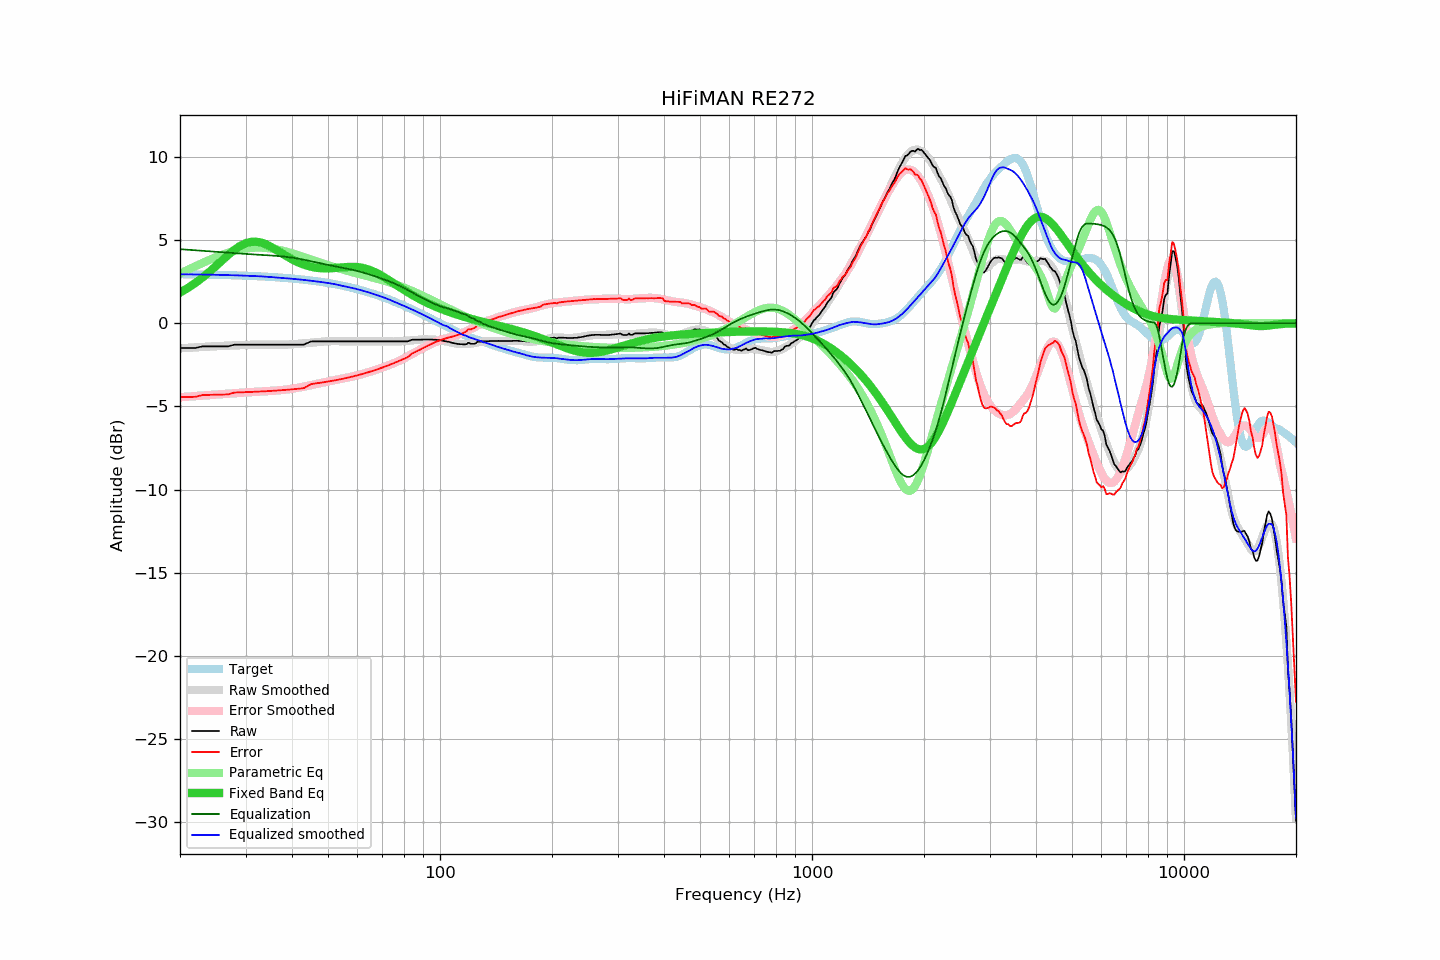 HiFiMAN RE272
10
5
0
−5
−10
−15
−20
−25
−30
Amplitude (dBr)
Target
Raw Smoothed
Error Smoothed
Raw
Error
Parametric Eq
Fixed Band Eq
Equalization
Equalized smoothed
100
1000
10000
Frequency (Hz)